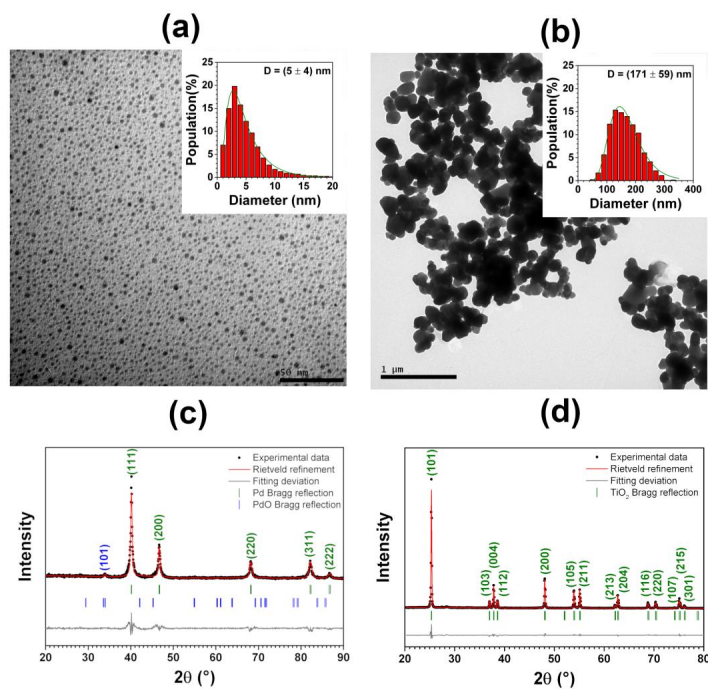 (a)
D = (5 ± 4) nm
Population(%)
25
20
15
10
5
0
0 5 10 15 20
Diameter (nm)
50 nm
(b)
D = (171 ± 59) nm
Population(%)
25
20
15
10
5
0
0 100 200 300 400
Diameter (nm)
1 μm
(c)
Experimental data
Rietveld refinement
Fitting deviation
Pd Bragg reflection
PdO Bragg reflection
(101)
(111)
(200)
(220)
(311)
(222)
Intensity
20 30 40 50 60 70 80 90
2θ (°)
(d)
Experimental data
Rietveld refinement
Fitting deviation
TiO2 Bragg reflection
(101)
(103)
(004)
(112)
(200)
(105)
(211)
(213)
(204)
(116)
(220)
(107)
(215)
(301)
Intensity
20 30 40 50 60 70 80
2θ (°)